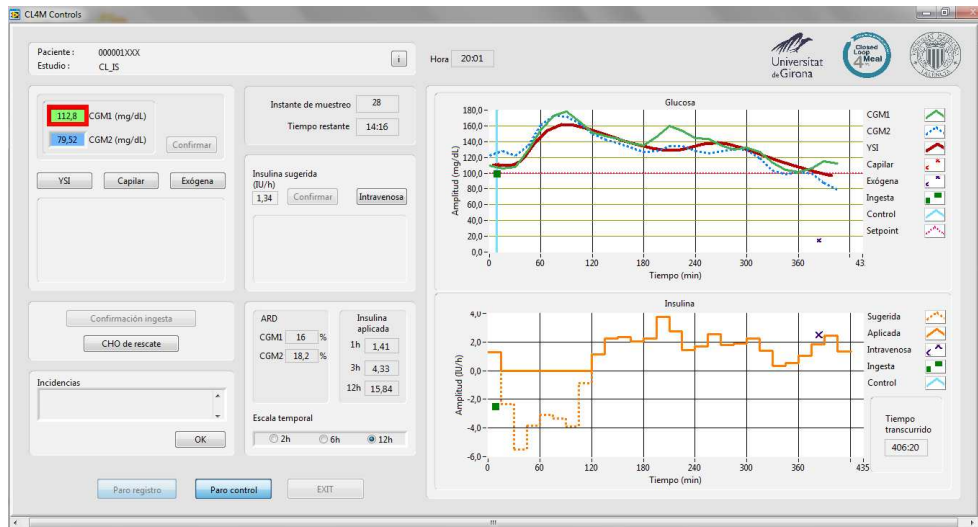 CL4M Controls
Paciente : 000001XXX
Estudio : CL_IS
i
Hora 20:01
Universitat
de Girona
Closed
Loop
4 Meal
112,8 CGM1 (mg/dL)
79,52 CGM2 (mg/dL)
Confirmar
YSI Capilar Exógena
Instante de muestreo 28
Tiempo restante 14:16
Insulina sugerida
(IU/h)
1,34 Confirmar Intravenosa
Confirmación ingesta
CHO de rescate
Incidencias
OK
ARD
CGM1 16 %
CGM2 18,2 %
Insulina
aplicada
1h 1,41
3h 4,33
12h 15,84
Escala temporal
2h 6h 12h
Paro registro Paro control EXIT
Glucosa
Amplitud (mg/dL)
180,0
160,0
140,0
120,0
100,0
80,0
60,0
40,0
20,0
0,0
0 60 120 180 240 300 360 43
Tiempo (min)
CGM1
CGM2
YSI
Capilar
Exógena
Ingesta
Control
Setpoint
Insulina
Amplitud (IU/h)
4,0
2,0
0,0
-2,0
-4,0
-6,0
0 60 120 180 240 300 360 435
Tiempo (min)
Sugerida
Aplicada
Intravenosa
Ingesta
Control
Tiempo
transcurrido
406:20